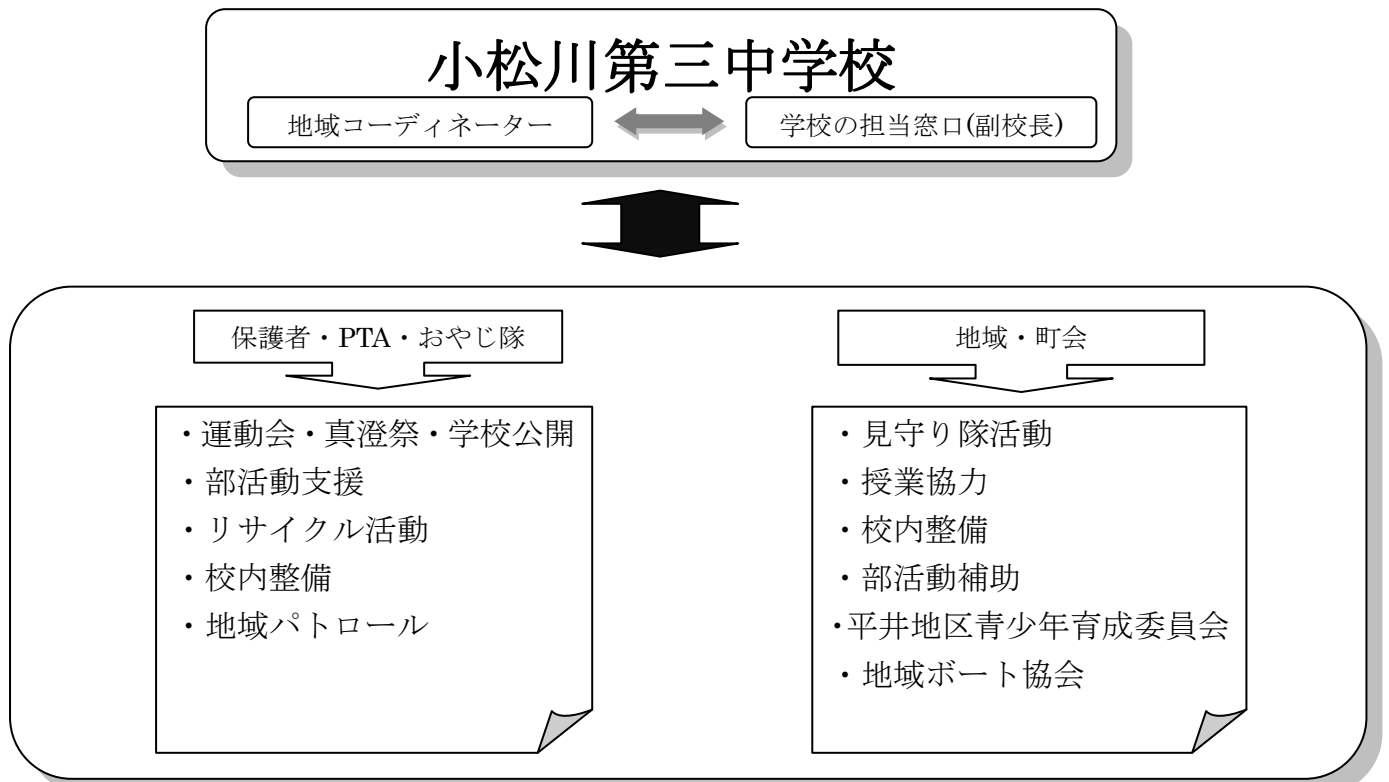 小松川第三中学校
地域コーディネーター
学校の担当窓口(副校長)
保護者・PTA・おやじ隊
・運動会・真澄祭・学校公開
・部活動支援
・リサイクル活動
・校内整備
・地域パトロール
地域・町会
・見守り隊活動
・授業協力
・校内整備
・部活動補助
・平井地区青少年育成委員会
・地域ボート協会